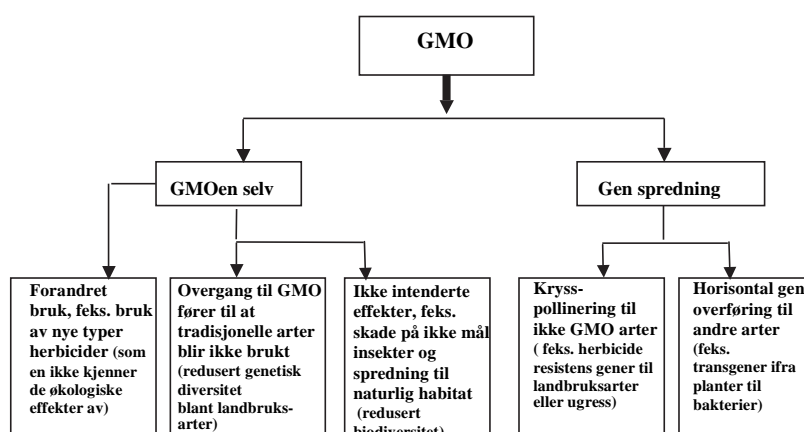 GMO
GMOen selv
Gen spredning
Forandret
bruk, feks. bruk
av nye typer
herbicider (som
en ikke kjenner
de økologiske
effekter av)
Overgang til GMO
fører til at
tradisjonelle arter
blir ikke brukt
(redusert genetisk
diversitet
blant landbruks-
arter)
Ikke intenderte
effekter, feks.
skade på ikke mål
insekter og
spredning til
naturlig habitat
(redusert
biodiversitet)
Kryss-
pollinering til
ikke GMO arter
( feks. herbicide
resistens gener til
landbruksarter
eller ugress)
Horisontal gen
overføring til
andre arter
(feks.
transgener ifra
planter til
bakterier)